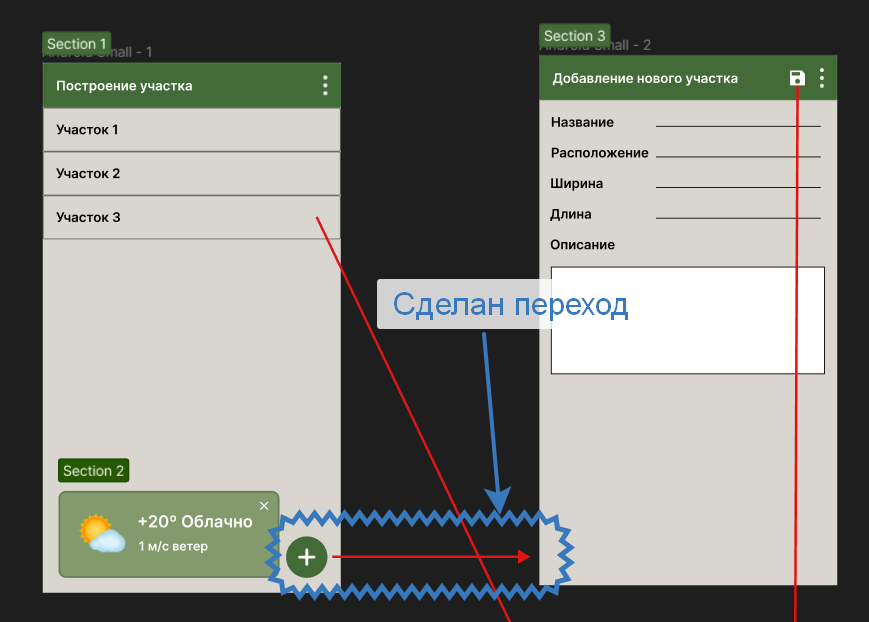 Section 1
Android Small - 1
Построение участка
Участок 1
Участок 2
Участок 3
Section 2
+20° Облачно
1 м/с ветер
Сделан переход
Section 3
Android Small - 2
Добавление нового участка
Название
Расположение
Ширина
Длина
Описание